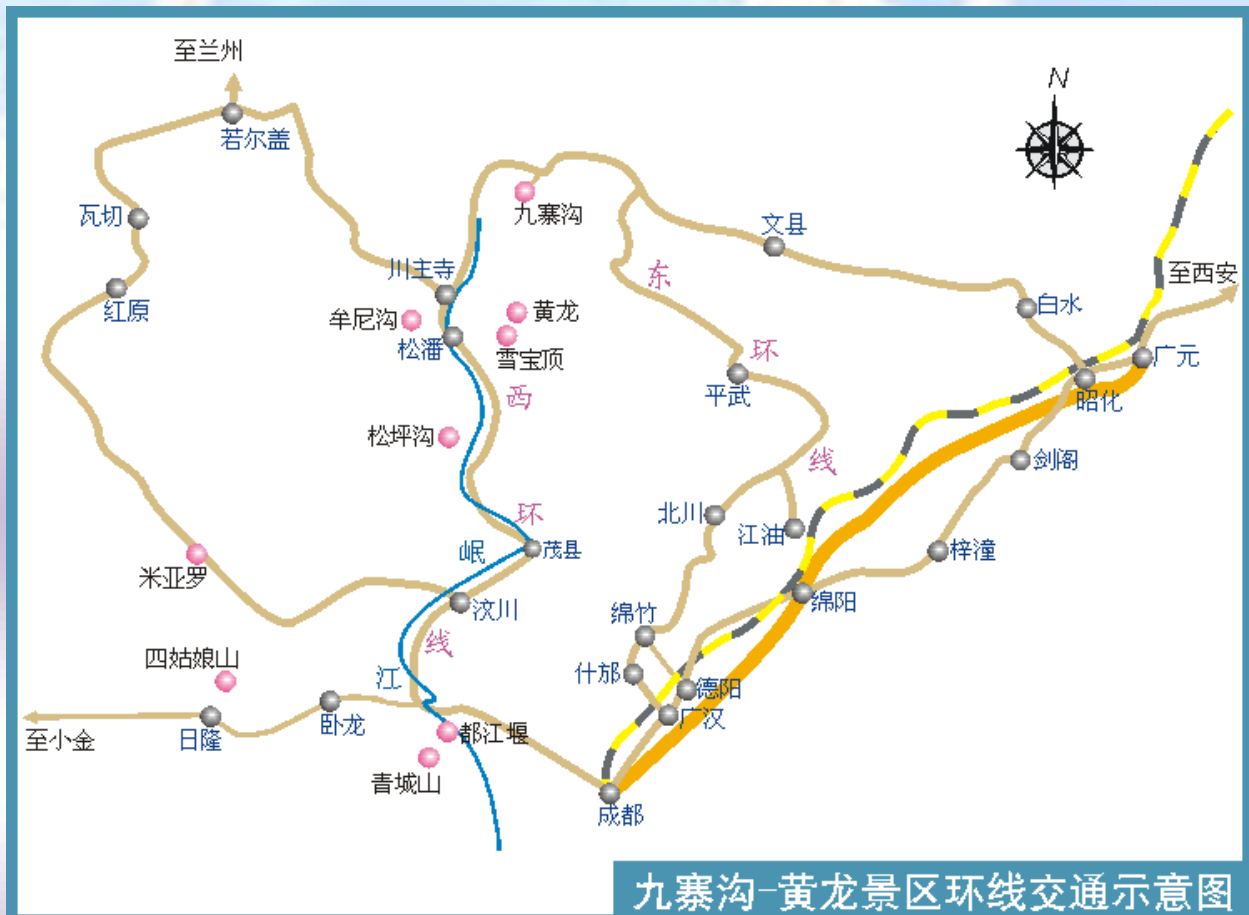 至兰州
N
若尔盖
瓦切
九寨沟
文县
川主寺
东
至西安
红原
牟尼沟
黄龙
白水
松潘
雪宝顶
环
广元
西
平武
昭化
松坪沟
线
剑阁
北川
江油
环
岷
茂县
梓潼
米亚罗
汶川
绵竹
绵阳
线
四姑娘山
江
什邡
德阳
卧龙
广汉
日隆
至小金
都江堰
青城山
成都
九寨沟-黄龙景区环线交通示意图